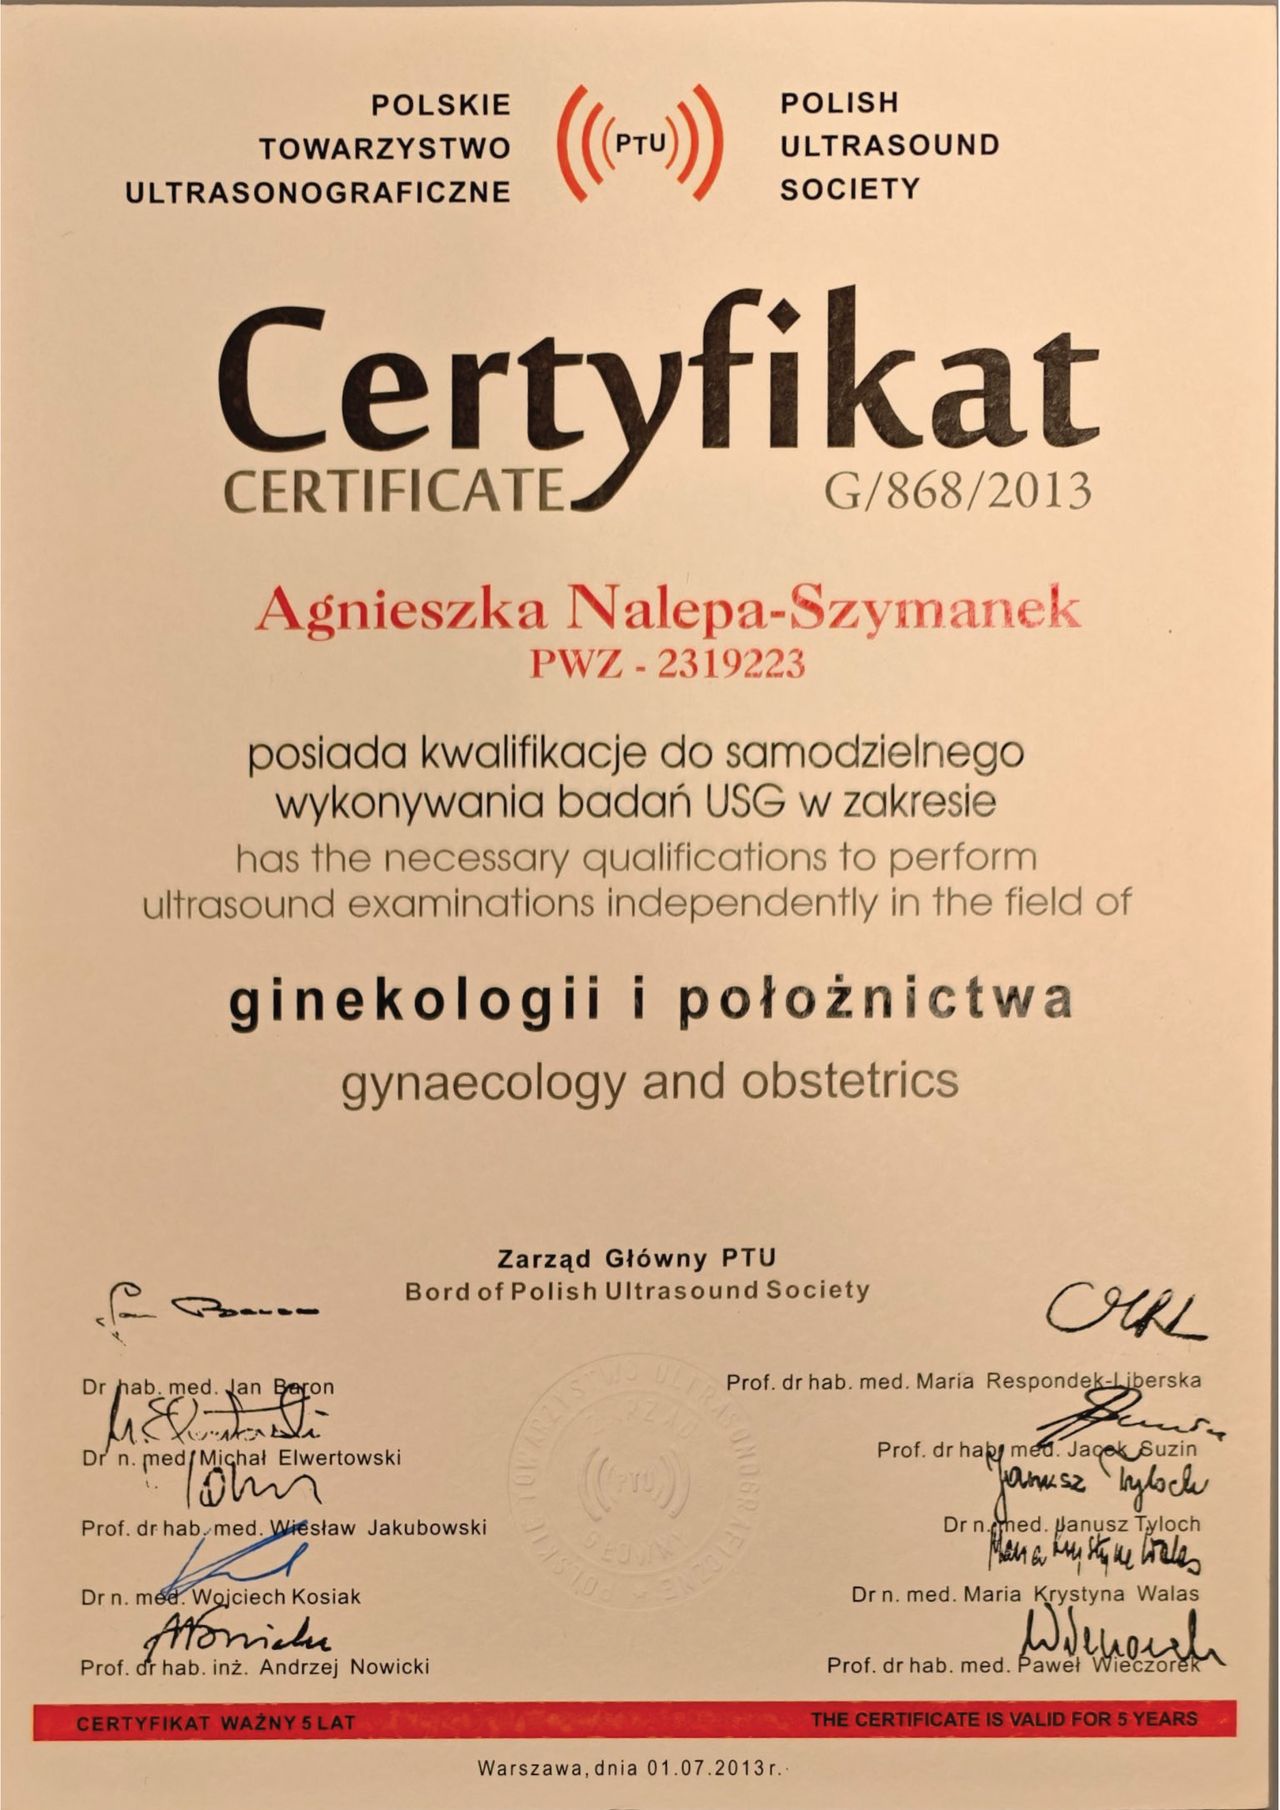 POLSKIE
TOWARZYSTWO
ULTRASONOGRAFICZNE
PTU
POLISH
ULTRASOUND
SOCIETY
Certyfikat
CERTIFICATE
G/868/2013
Agnieszka Nalepa-Szymanek
PWZ - 2319223
posiada kwalifikacje do samodzielnego
wykonywania badań USG w zakresie
has the necessary qualifications to perform
ultrasound examinations independently in the field of
ginekologii i położnictwa
gynaecology and obstetrics
Zarząd Główny PTU
Bord of Polish Ultrasound Society
Dr hab. med. Jan Baron
Dr n. med. Michał Elwertowski
Prof. dr hab. med. Wiesław Jakubowski
Dr n. med. Wojciech Kosiak
Prof. dr hab. inż. Andrzej Nowicki
Prof. dr hab. med. Maria Respondek-Liberska
Prof. dr hab. med. Jacek Suzin
Janusz Tyloch
Dr n. med. Janusz Tyloch
Maria Krystyna Walas
Dr n. med. Maria Krystyna Walas
Prof. dr hab. med. Paweł Wieczorek
PTU
CERTYFIKAT WAŻNY 5 LAT
THE CERTIFICATE IS VALID FOR 5 YEARS
Warszawa, dnia 01.07.2013 r.